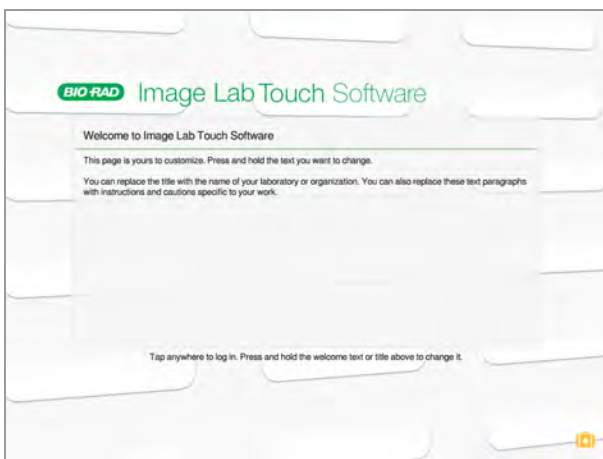 BIO-RAD Image Lab Touch Software
Welcome to Image Lab Touch Software
This page is yours to customize. Press and hold the text you want to change.
You can replace the title with the name of your laboratory or organization. You can also replace these text paragraphs
with instructions and cautions specific to your work.
Tap anywhere to log in. Press and hold the welcome text or title above to change it.